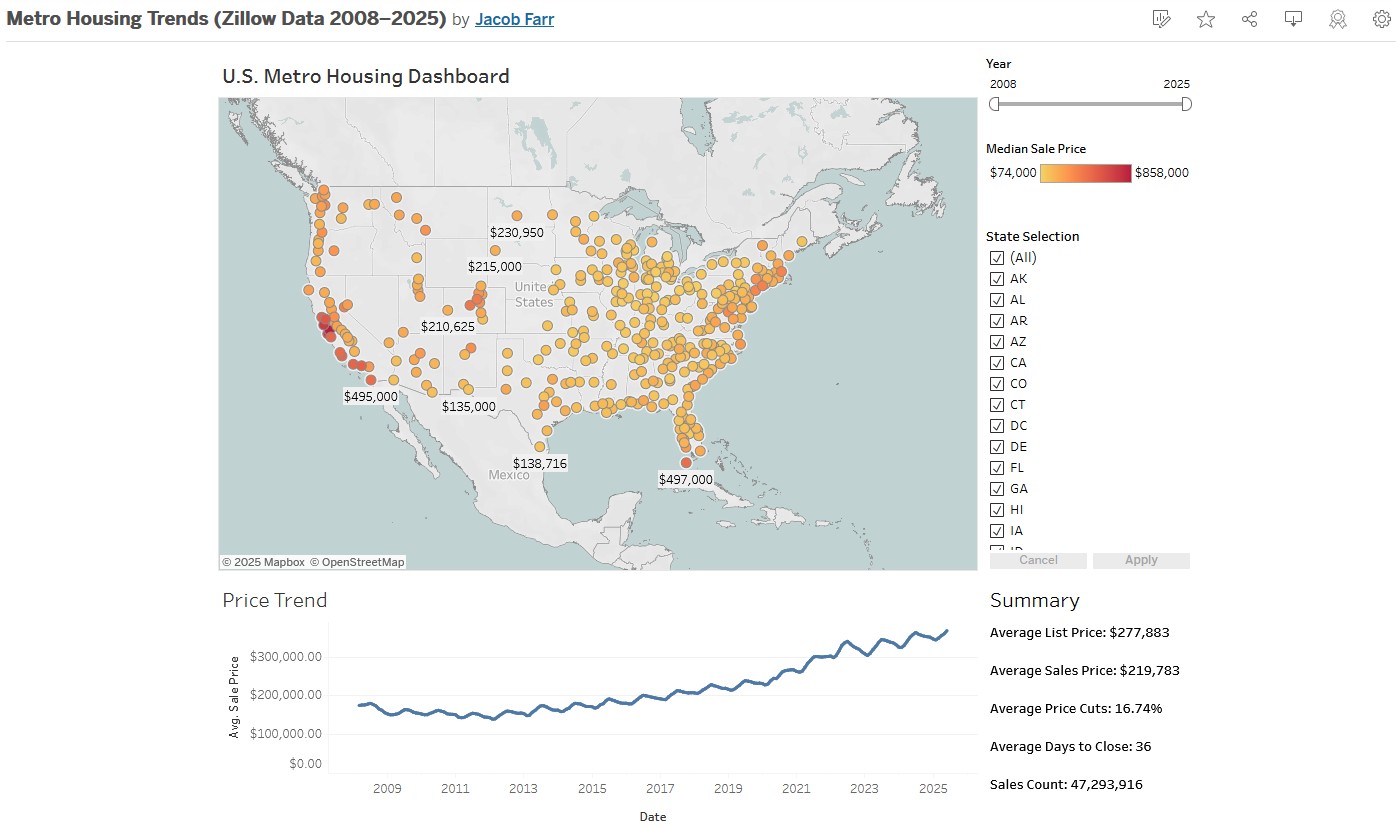 Metro Housing Trends (Zillow Data 2008–2025) by Jacob Farr
U.S. Metro Housing Dashboard
$230,950
$215,000
United States
$210,625
$495,000
$135,000
$138,716
Mexico
$497,000
© 2025 Mapbox © OpenStreetMap
Year
2008 2025
Median Sale Price
$74,000 $858,000
State Selection
(All)
AK
AL
AR
AZ
CA
CO
CT
DC
DE
FL
GA
HI
IA
Cancel Apply
Price Trend
Avg. Sale Price
$300,000.00
$200,000.00
$100,000.00
$0.00
2009 2011 2013 2015 2017 2019 2021 2023 2025
Date
Summary
Average List Price: $277,883
Average Sales Price: $219,783
Average Price Cuts: 16.74%
Average Days to Close: 36
Sales Count: 47,293,916